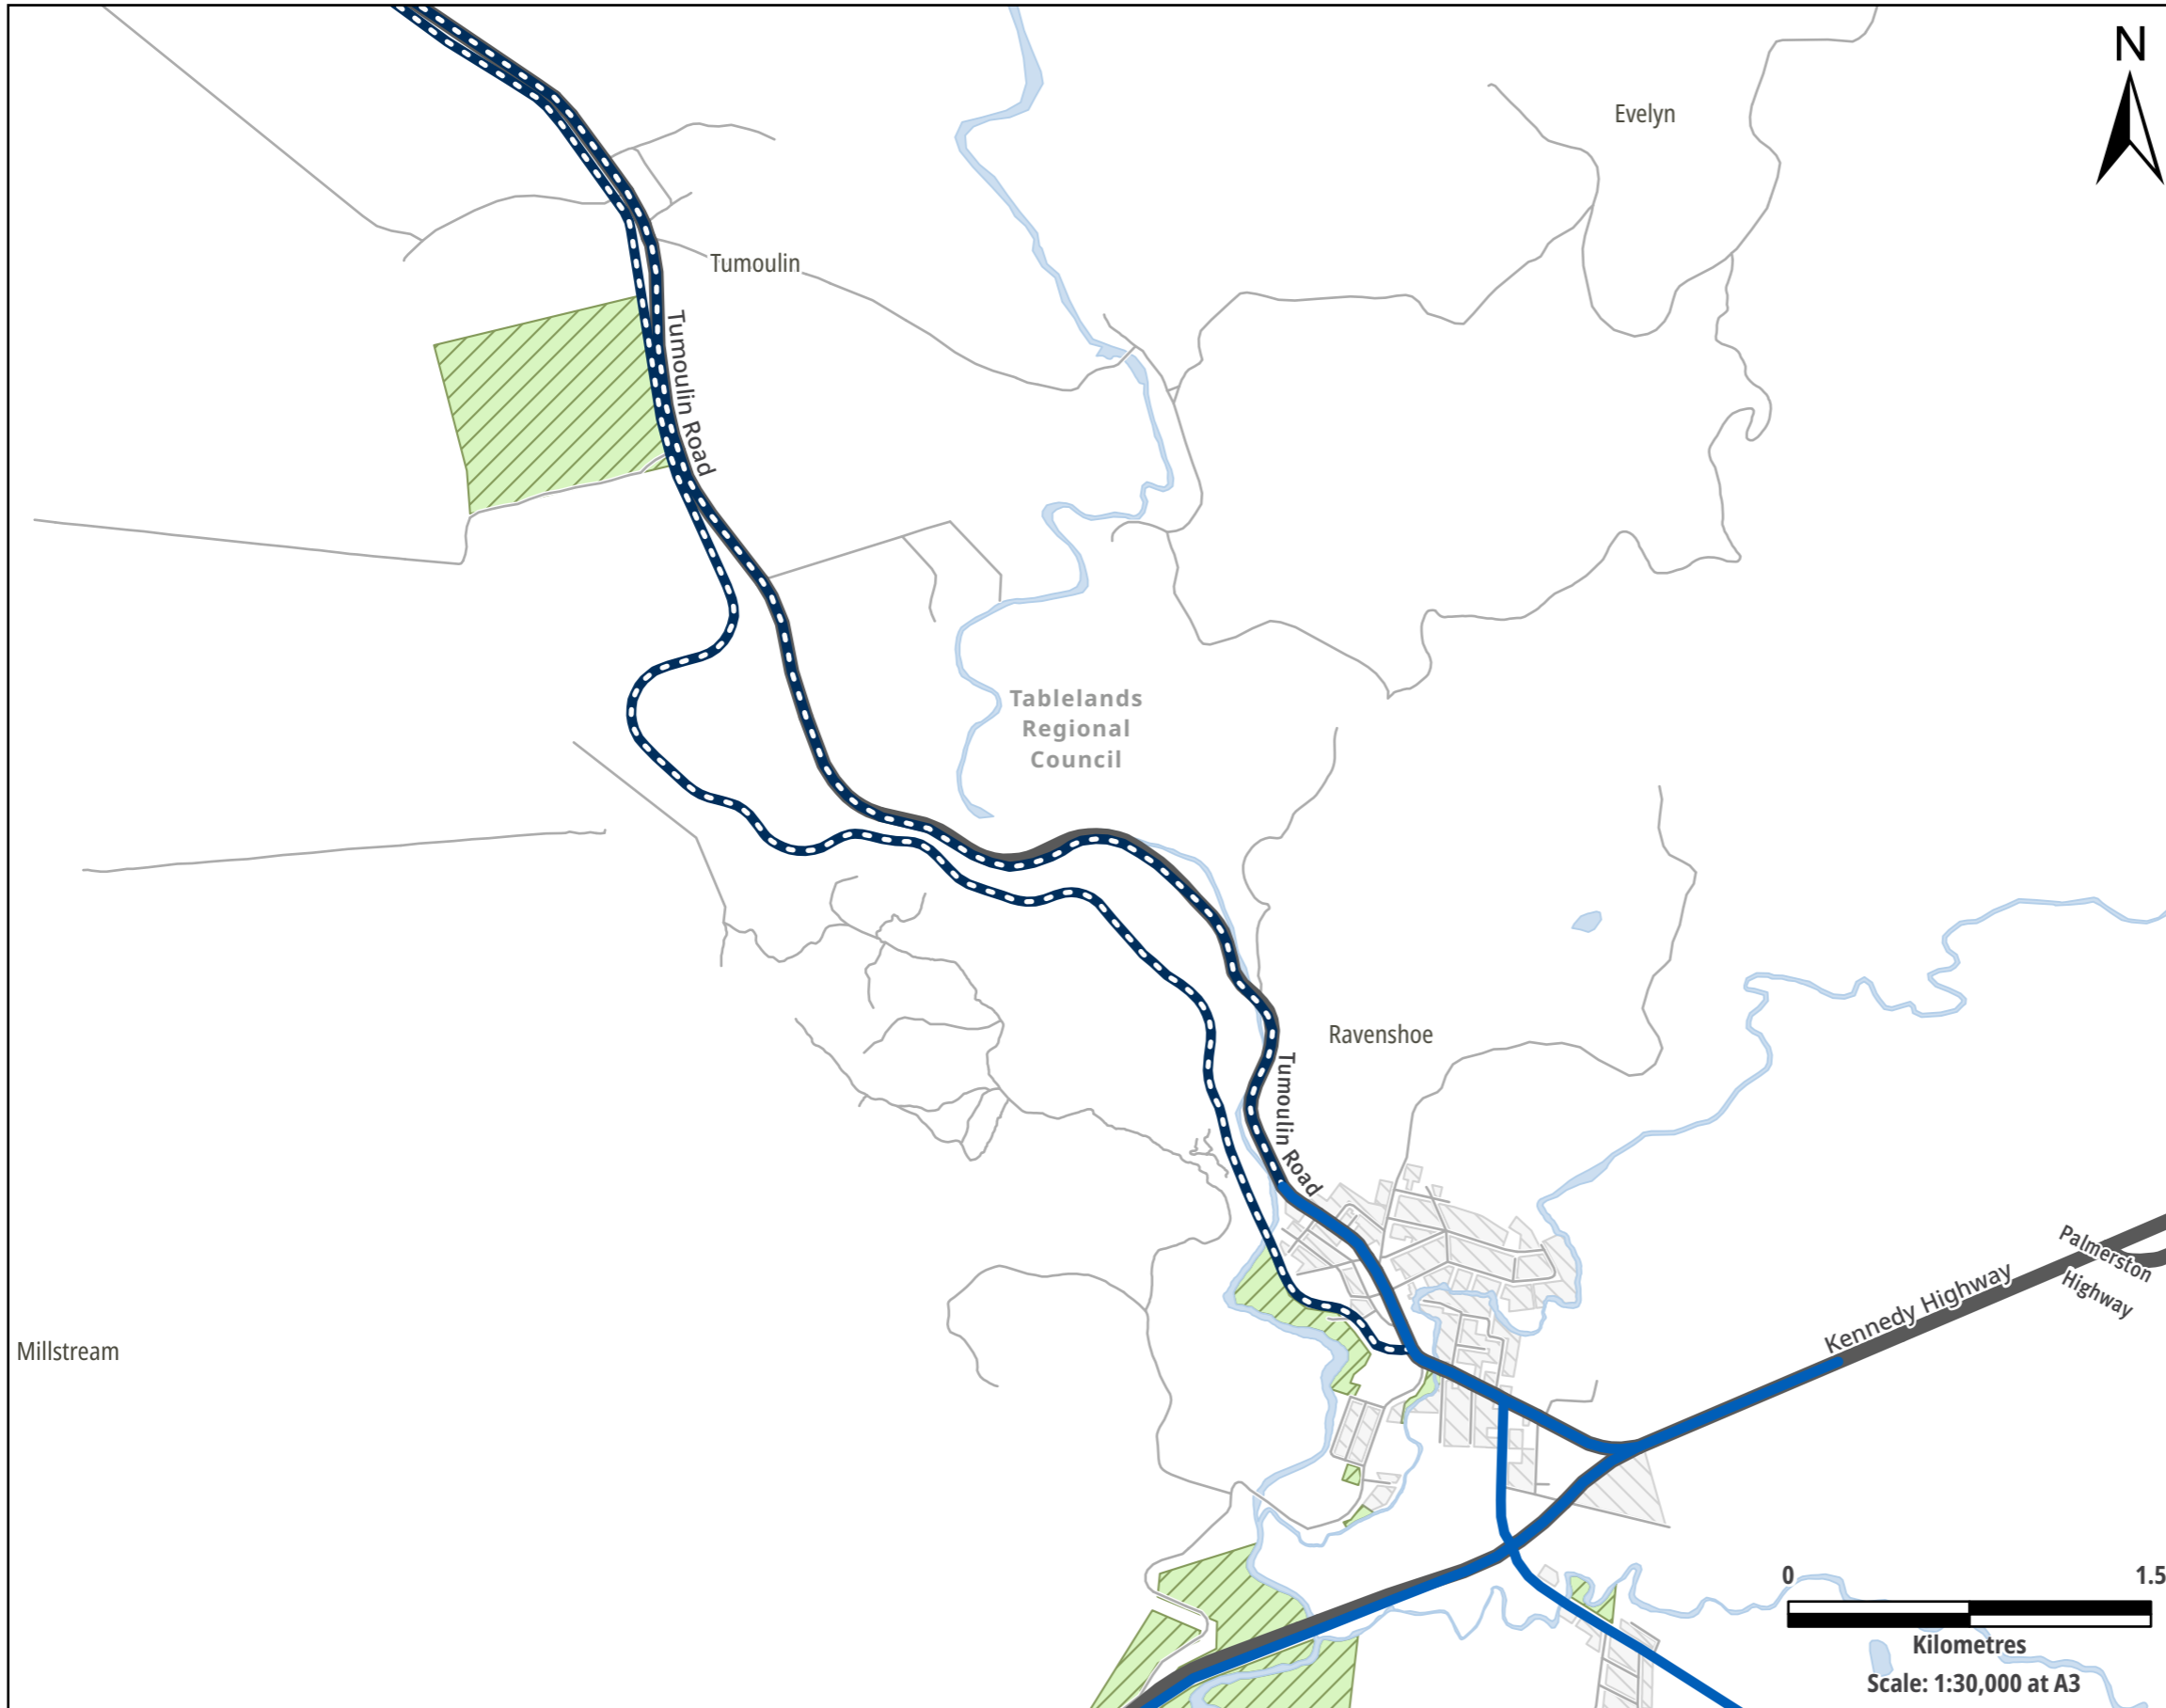 N
Evelyn
Tumoulin
Tumoulin Road
Tablelands
Regional
Council
Ravenshoe
Tumoulin Road
Palmerston
Highway
Kennedy Highway
Millstream
0 1.5
Kilometres
Scale: 1:30,000 at A3